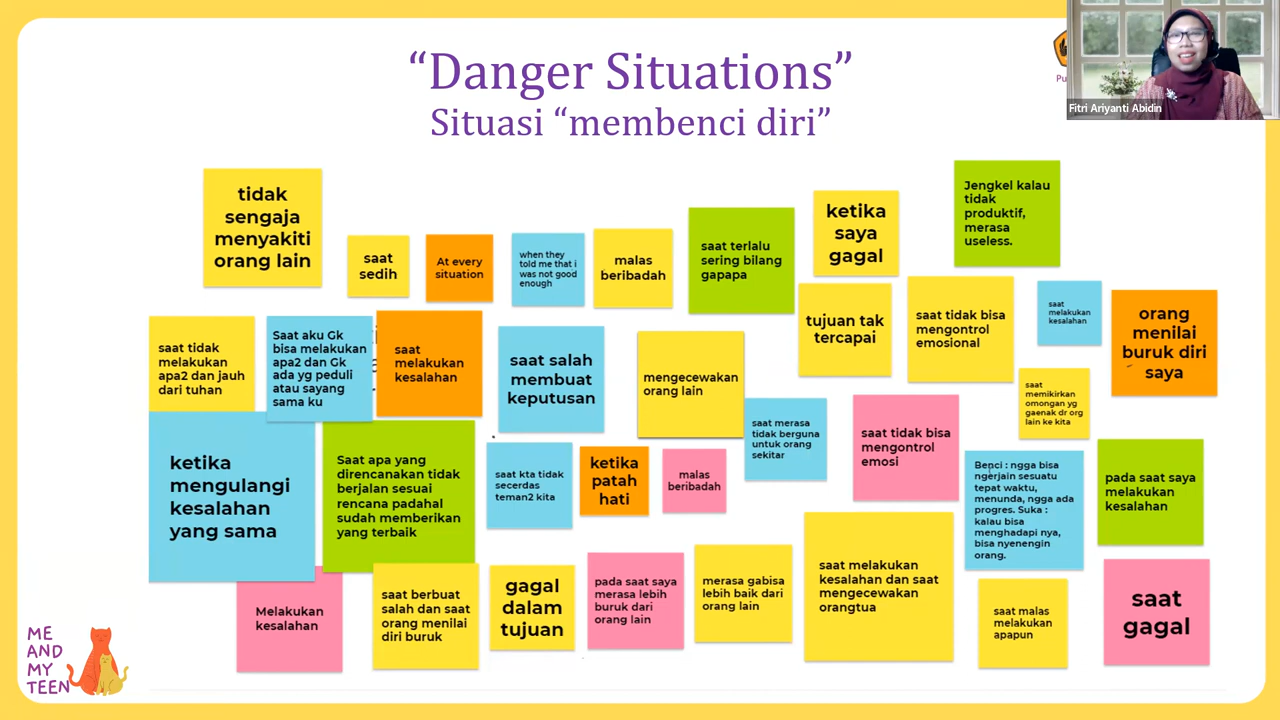 “Danger Situations”
Situasi “membenci diri”
Fitri Ariyanti Abidin
tidak
sengaja
menyakiti
orang lain
saat
sedih
At every
situation
when they
told me that i
was not good
enough
malas
beribadah
saat terlalu
sering bilang
gapapa
ketika
saya
gagal
Jengkel kalau
tidak
produktif,
merasa
useless.
saat tidak
melakukan
apa2 dan jauh
dari tuhan
Saat aku Gk
bisa melakukan
apa2 dan Gk
ada yg peduli
atau sayang
sama ku
saat
melakukan
kesalahan
saat salah
membuat
keputusan
mengecewakan
orang lain
tujuan tak
tercapai
saat tidak bisa
mengontrol
emosional
saat
melakukan
kesalahan
orang
menilai
buruk diri
saya
saat
memikirkan
omongan yg
gaenak dr org
lain ke kita
ketika
mengulangi
kesalahan
yang sama
Saat apa yang
direncanakan tidak
berjalan sesuai
rencana padahal
sudah memberikan
yang terbaik
saat kta tidak
secerdas
teman2 kita
ketika
patah
hati
malas
beribadah
saat merasa
tidak berguna
untuk orang
sekitar
saat tidak bisa
mengontrol
emosi
Benci : ngga bisa
ngerjain sesuatu
tepat waktu,
menunda, ngga ada
progres. Suka :
kalau bisa
menghadapi nya,
bisa nyenengin
orang.
pada saat saya
melakukan
kesalahan
Melakukan
kesalahan
saat berbuat
salah dan saat
orang menilai
diri buruk
gagal
dalam
tujuan
pada saat saya
merasa lebih
buruk dari
orang lain
merasa gabisa
lebih baik dari
orang lain
saat melakukan
kesalahan dan saat
mengecewakan
orangtua
saat malas
melakukan
apapun
saat
gagal
ME
AND
MY
TEEN